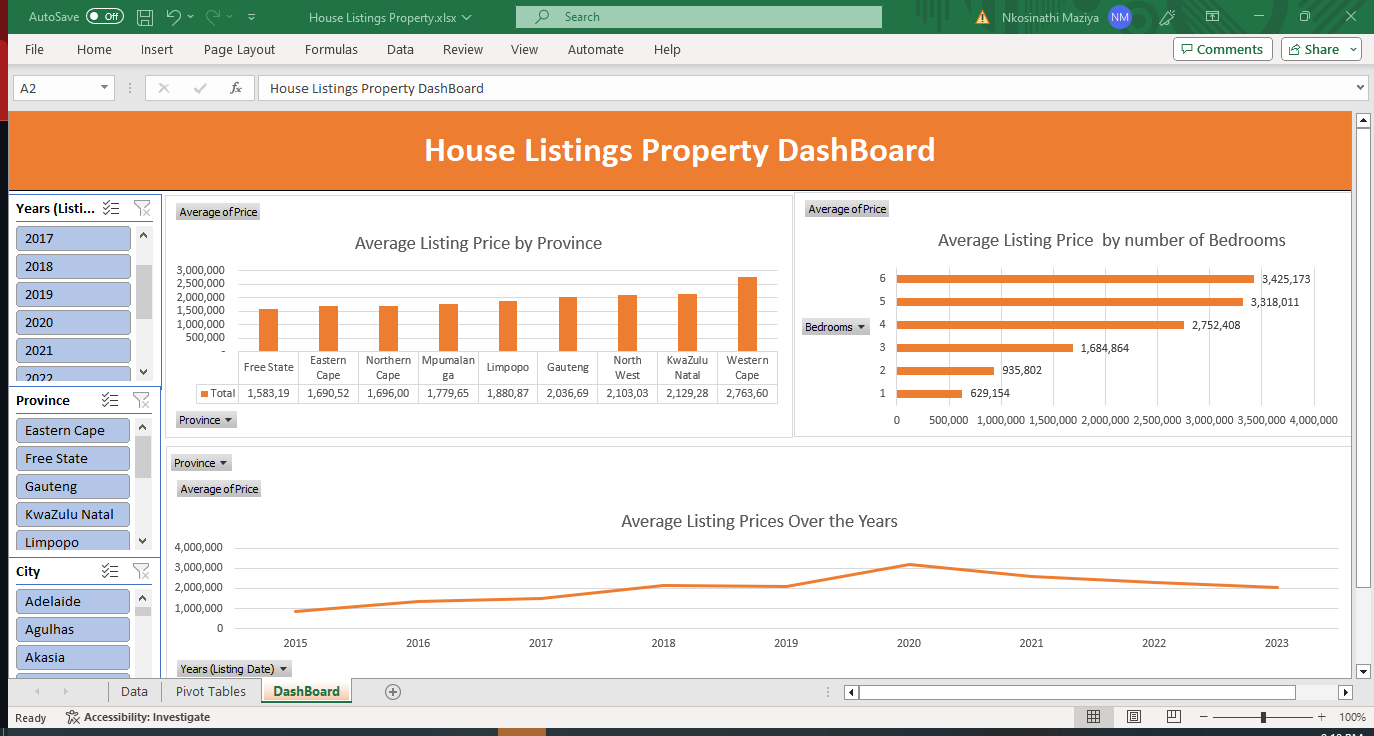 AutoSave Off House Listings Property.xlsx Search Nkosinathi Maziya NM
File Home Insert Page Layout Formulas Data Review View Automate Help Comments Share
A2 fx House Listings Property DashBoard
House Listings Property DashBoard
Years (Listi...
2017
2018
2019
2020
2021
2022
Province
Eastern Cape
Free State
Gauteng
KwaZulu Natal
Limpopo
City
Adelaide
Agulhas
Akasia
Average of Price
Average Listing Price by Province
3,000,000
2,500,000
2,000,000
1,500,000
1,000,000
500,000
-
Free State Eastern Cape Northern Cape Mpumalanga Limpopo Gauteng North West KwaZulu Natal Western Cape
Total 1,583,19 1,690,52 1,696,00 1,779,65 1,880,87 2,036,69 2,103,03 2,129,28 2,763,60
Province
Average of Price
Average Listing Price by number of Bedrooms
Bedrooms
6 3,425,173
5 3,318,011
4 2,752,408
3 1,684,864
2 935,802
1 629,154
0 500,000 1,000,000 1,500,000 2,000,000 2,500,000 3,000,000 3,500,000 4,000,000
Province
Average of Price
Average Listing Prices Over the Years
4,000,000
3,000,000
2,000,000
1,000,000
0
2015 2016 2017 2018 2019 2020 2021 2022 2023
Years (Listing Date)
Data Pivot Tables DashBoard
Ready Accessibility: Investigate 100%